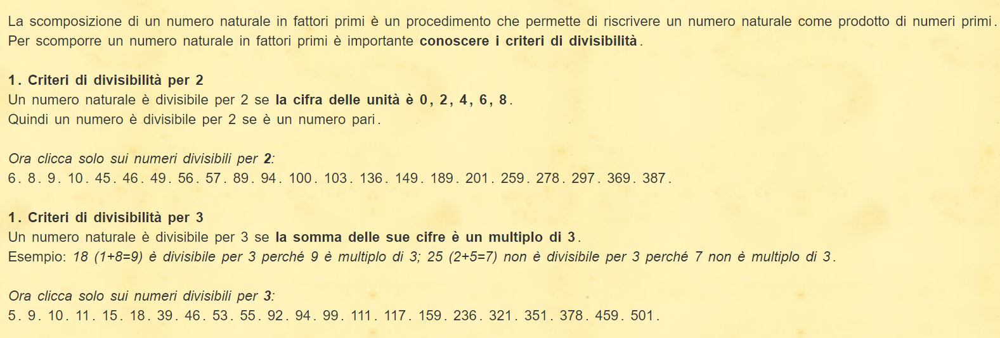 La scomposizione di un numero naturale in fattori primi è un procedimento che permette di riscrivere un numero naturale come prodotto di numeri primi.
Per scomporre un numero naturale in fattori primi è importante conoscere i criteri di divisibilità.
1. Criteri di divisibilità per 2
Un numero naturale è divisibile per 2 se la cifra delle unità è 0, 2, 4, 6, 8.
Quindi un numero è divisibile per 2 se è un numero pari.
Ora clicca solo sui numeri divisibili per 2:
6. 8. 9. 10. 45. 46. 49. 56. 57. 89. 94. 100. 103. 136. 149. 189. 201. 259. 278. 297. 369. 387.
1. Criteri di divisibilità per 3
Un numero naturale è divisibile per 3 se la somma delle sue cifre è un multiplo di 3.
Esempio: 18 (1+8=9) è divisibile per 3 perché 9 è multiplo di 3; 25 (2+5=7) non è divisibile per 3 perché 7 non è multiplo di 3.
Ora clicca solo sui numeri divisibili per 3:
5. 9. 10. 11. 15. 18. 39. 46. 53. 55. 92. 94. 99. 111. 117. 159. 236. 321. 351. 378. 459. 501.